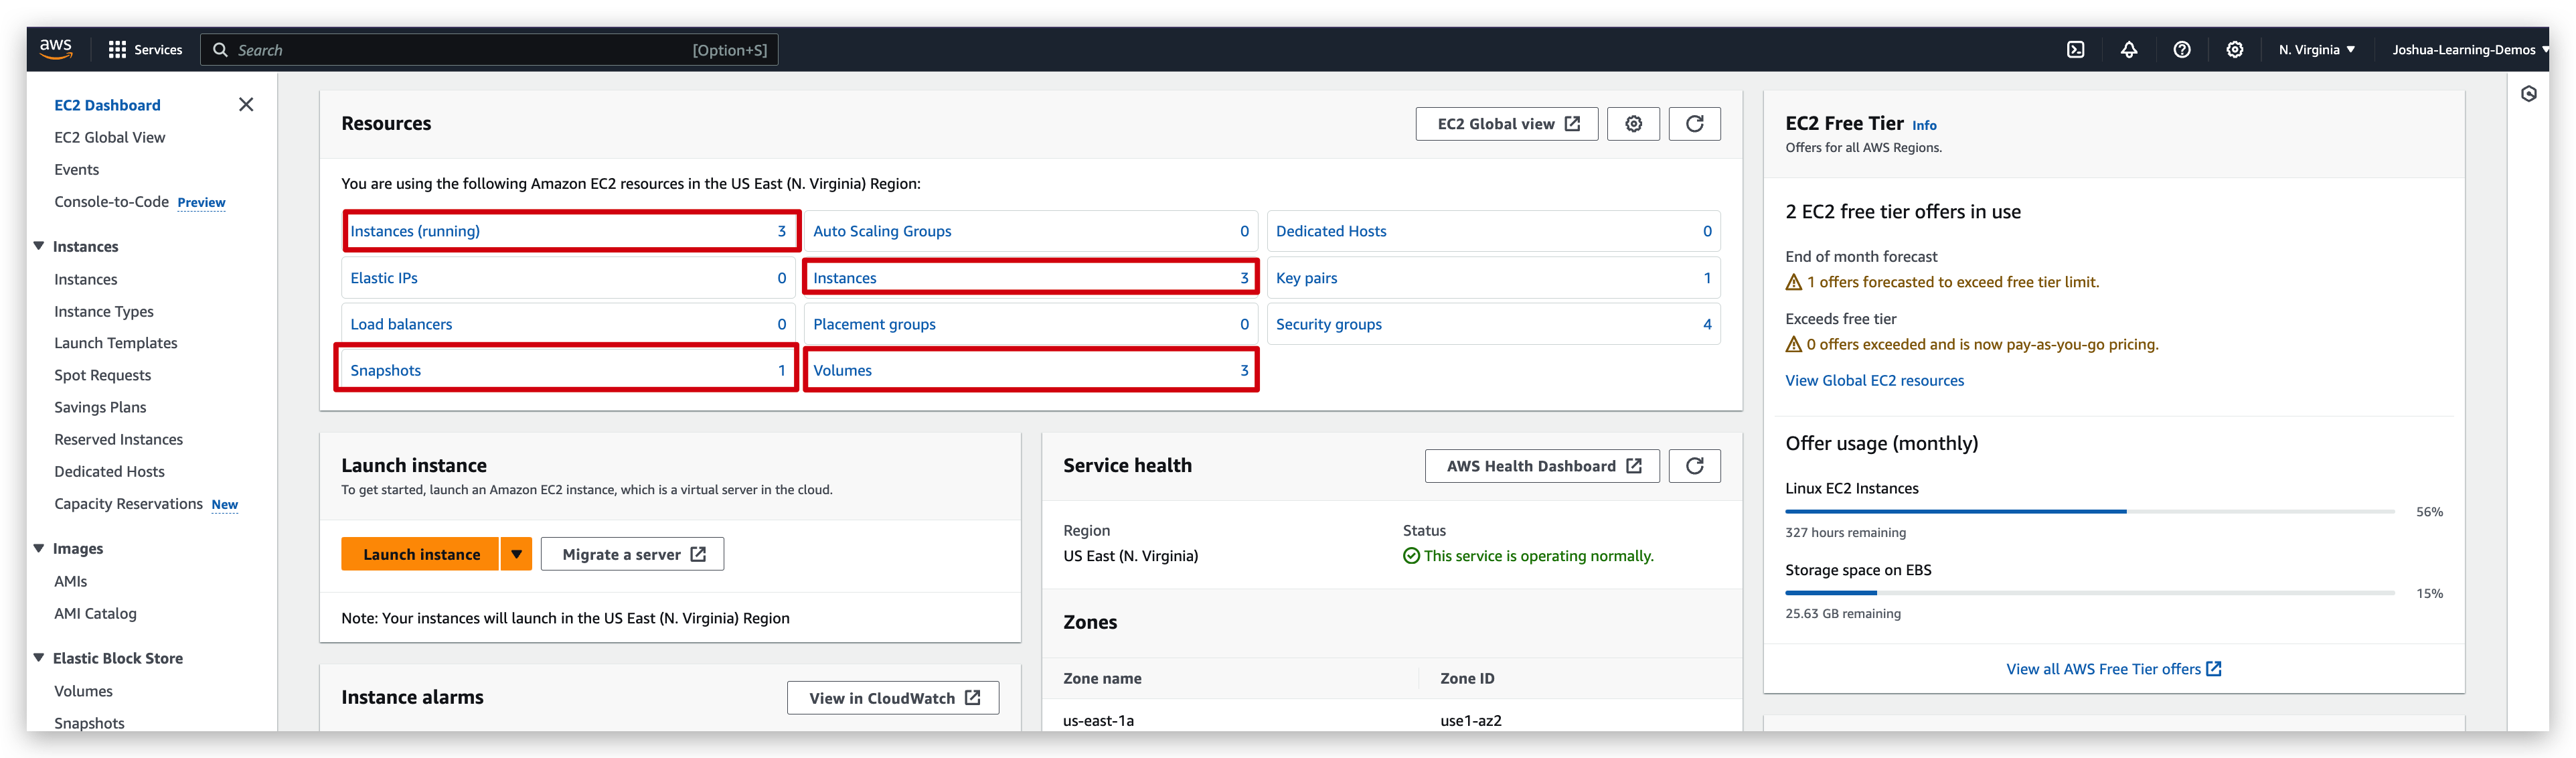 aws
Services
Search
[Option+S]
N. Virginia
Joshua-Learning-Demos
EC2 Dashboard
EC2 Global View
Events
Console-to-Code Preview
Instances
Instances
Instance Types
Launch Templates
Spot Requests
Savings Plans
Reserved Instances
Dedicated Hosts
Capacity Reservations New
Images
AMIs
AMI Catalog
Elastic Block Store
Volumes
Snapshots
Resources
EC2 Global view
You are using the following Amazon EC2 resources in the US East (N. Virginia) Region:
Instances (running) 3
Auto Scaling Groups 0
Dedicated Hosts 0
Elastic IPs 0
Instances 3
Key pairs 1
Load balancers 0
Placement groups 0
Security groups 4
Snapshots 1
Volumes 3
Launch instance
To get started, launch an Amazon EC2 instance, which is a virtual server in the cloud.
Launch instance
Migrate a server
Note: Your instances will launch in the US East (N. Virginia) Region
Instance alarms
View in CloudWatch
Service health
AWS Health Dashboard
Region
US East (N. Virginia)
Status
This service is operating normally.
Zones
Zone name
Zone ID
us-east-1a
use1-az2
EC2 Free Tier Info
Offers for all AWS Regions.
2 EC2 free tier offers in use
End of month forecast
1 offers forecasted to exceed free tier limit.
Exceeds free tier
0 offers exceeded and is now pay-as-you-go pricing.
View Global EC2 resources
Offer usage (monthly)
Linux EC2 Instances
56%
327 hours remaining
Storage space on EBS
15%
25.63 GB remaining
View all AWS Free Tier offers